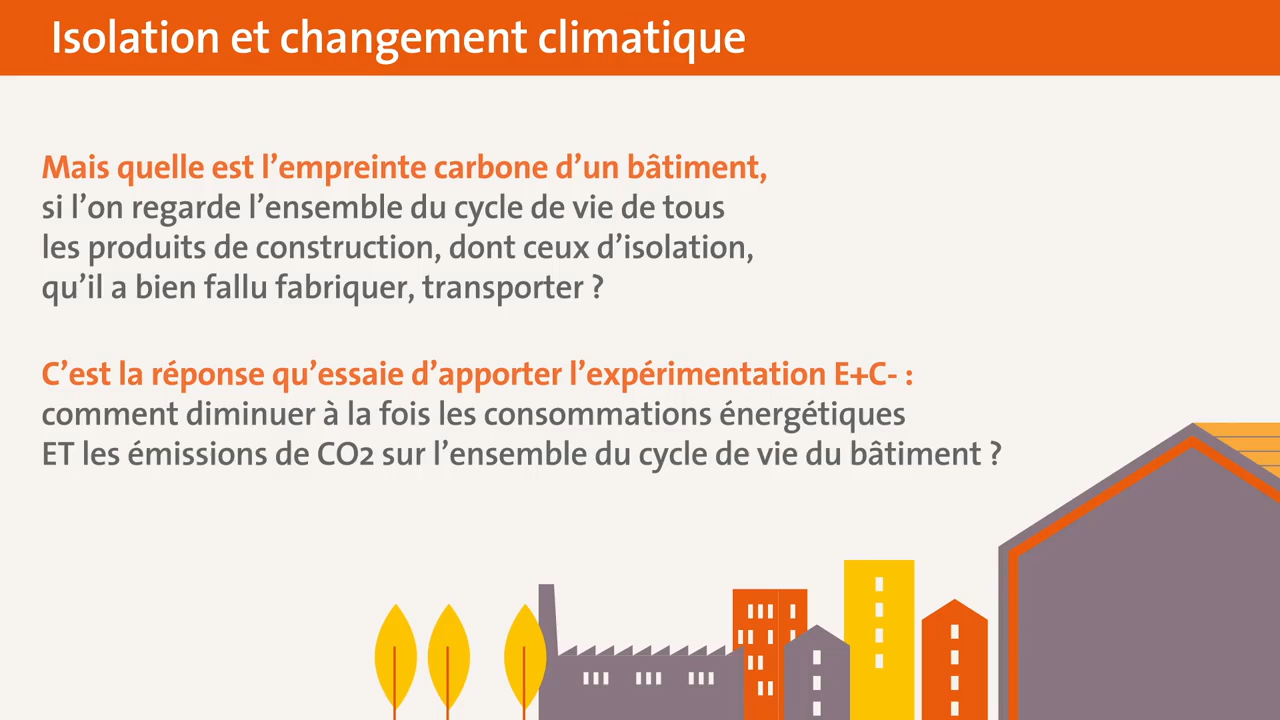 Isolation et changement climatique
Mais quelle est l’empreinte carbone d’un bâtiment,
si l’on regarde l’ensemble du cycle de vie de tous
les produits de construction, dont ceux d’isolation,
qu’il a bien fallu fabriquer, transporter ?
C’est la réponse qu’essaie d’apporter l’expérimentation E+C- :
comment diminuer à la fois les consommations énergétiques
ET les émissions de CO2 sur l’ensemble du cycle de vie du bâtiment ?